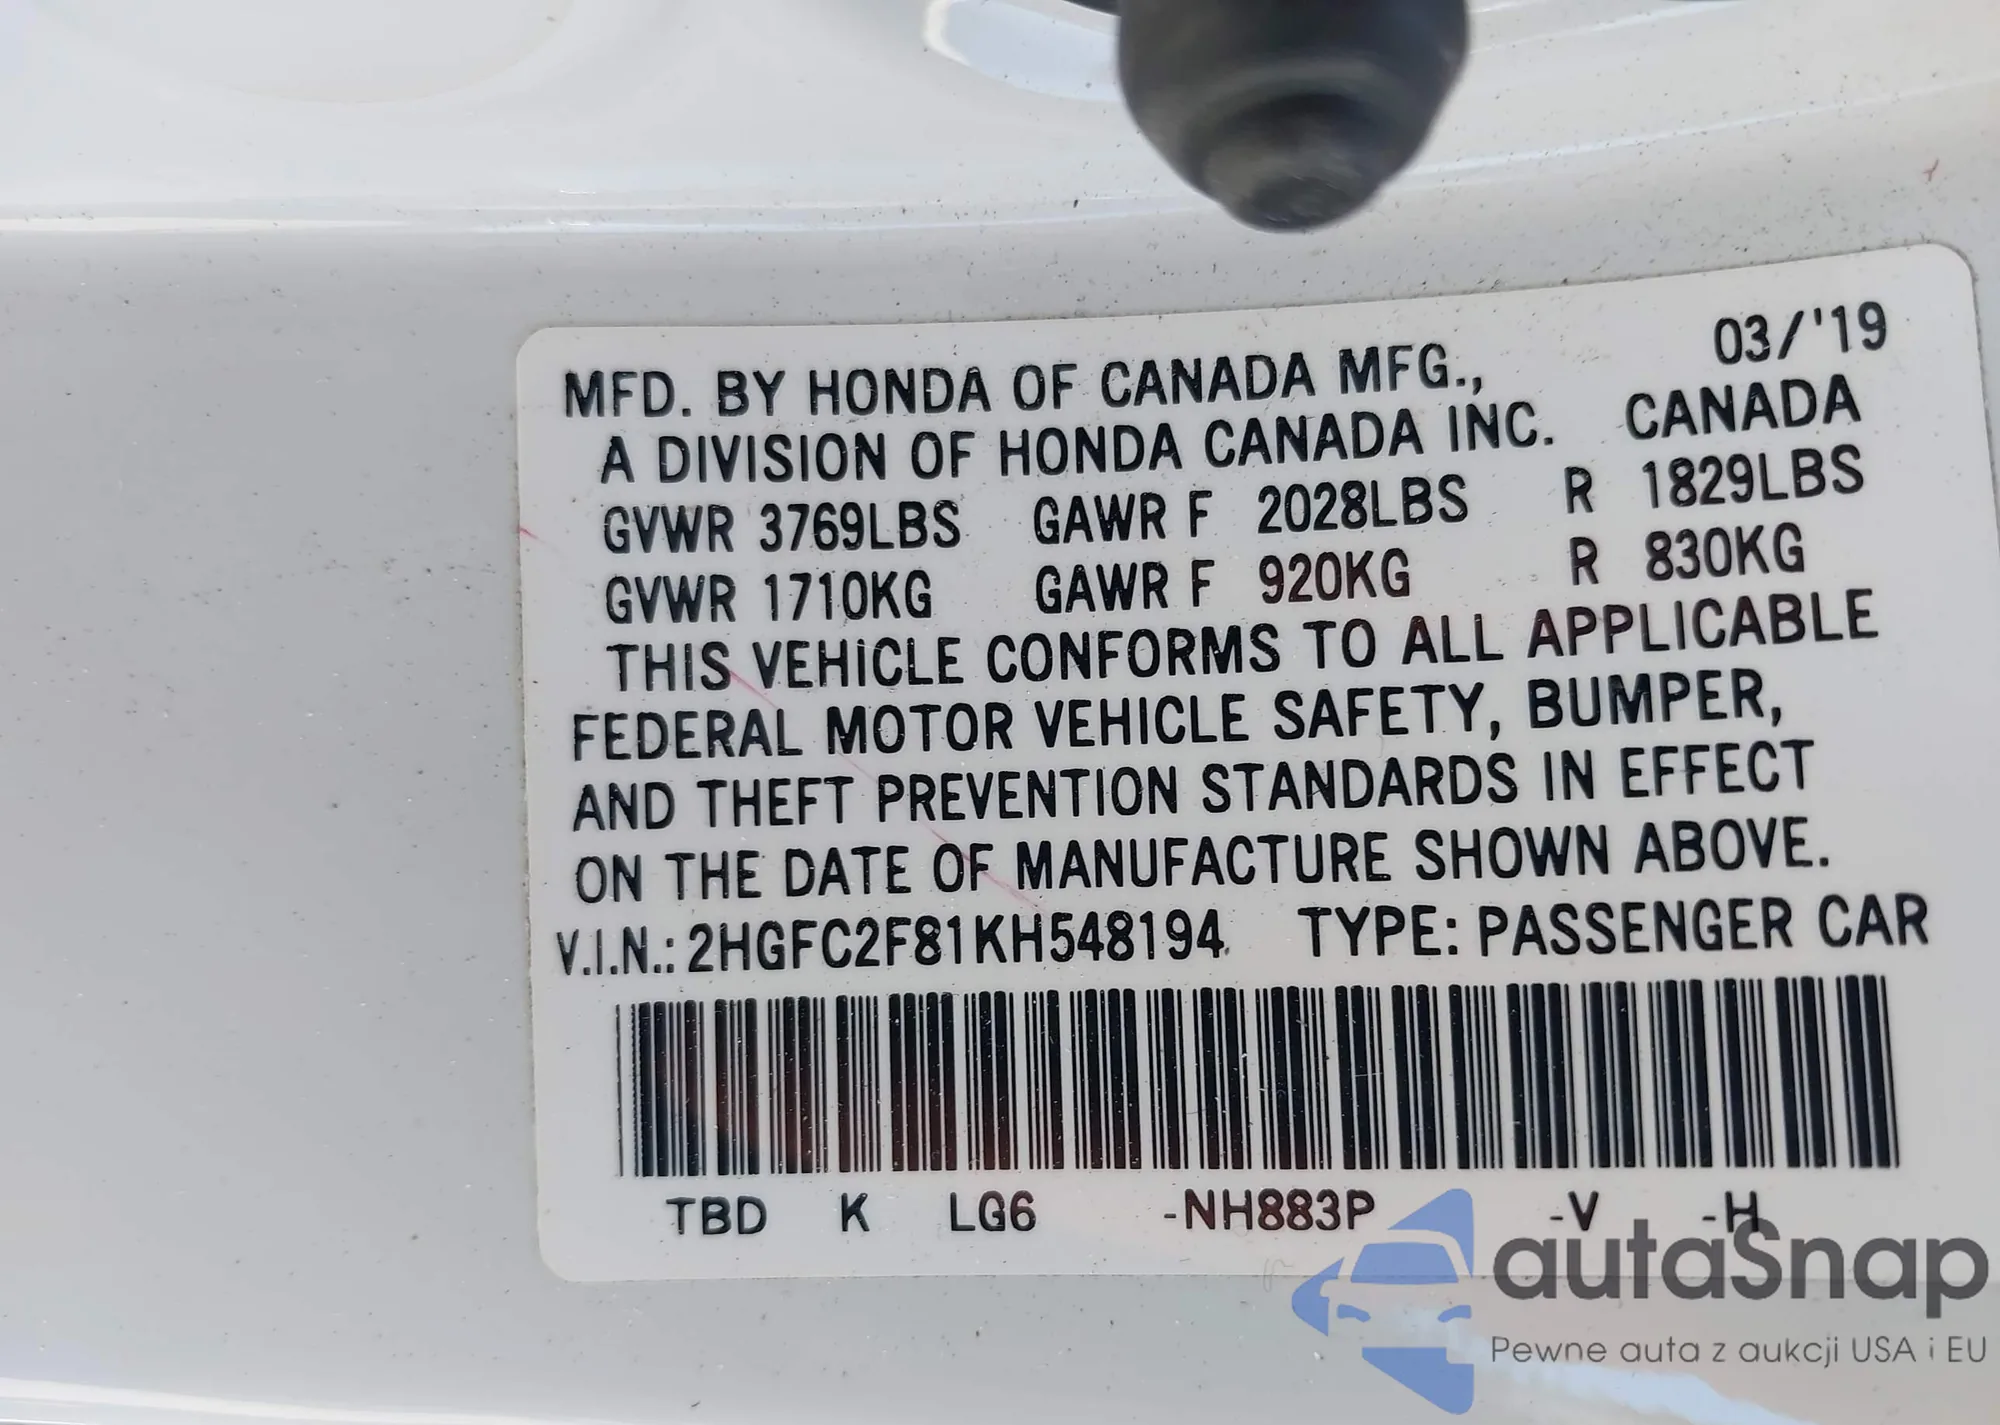 03/'19
MFD. BY HONDA OF CANADA MFG.,
A DIVISION OF HONDA CANADA INC. CANADA
GVWR 3769LBS GAWR F 2028LBS R 1829LBS
GVWR 1710KG GAWR F 920KG R 830KG
THIS VEHICLE CONFORMS TO ALL APPLICABLE
FEDERAL MOTOR VEHICLE SAFETY, BUMPER,
AND THEFT PREVENTION STANDARDS IN EFFECT
ON THE DATE OF MANUFACTURE SHOWN ABOVE.
V.I.N.: 2HGFC2F81KH548194 TYPE: PASSENGER CAR
TBD K LG6 -NH883P -V -H
autaSnap
Pewne auta z aukcji USA i EU